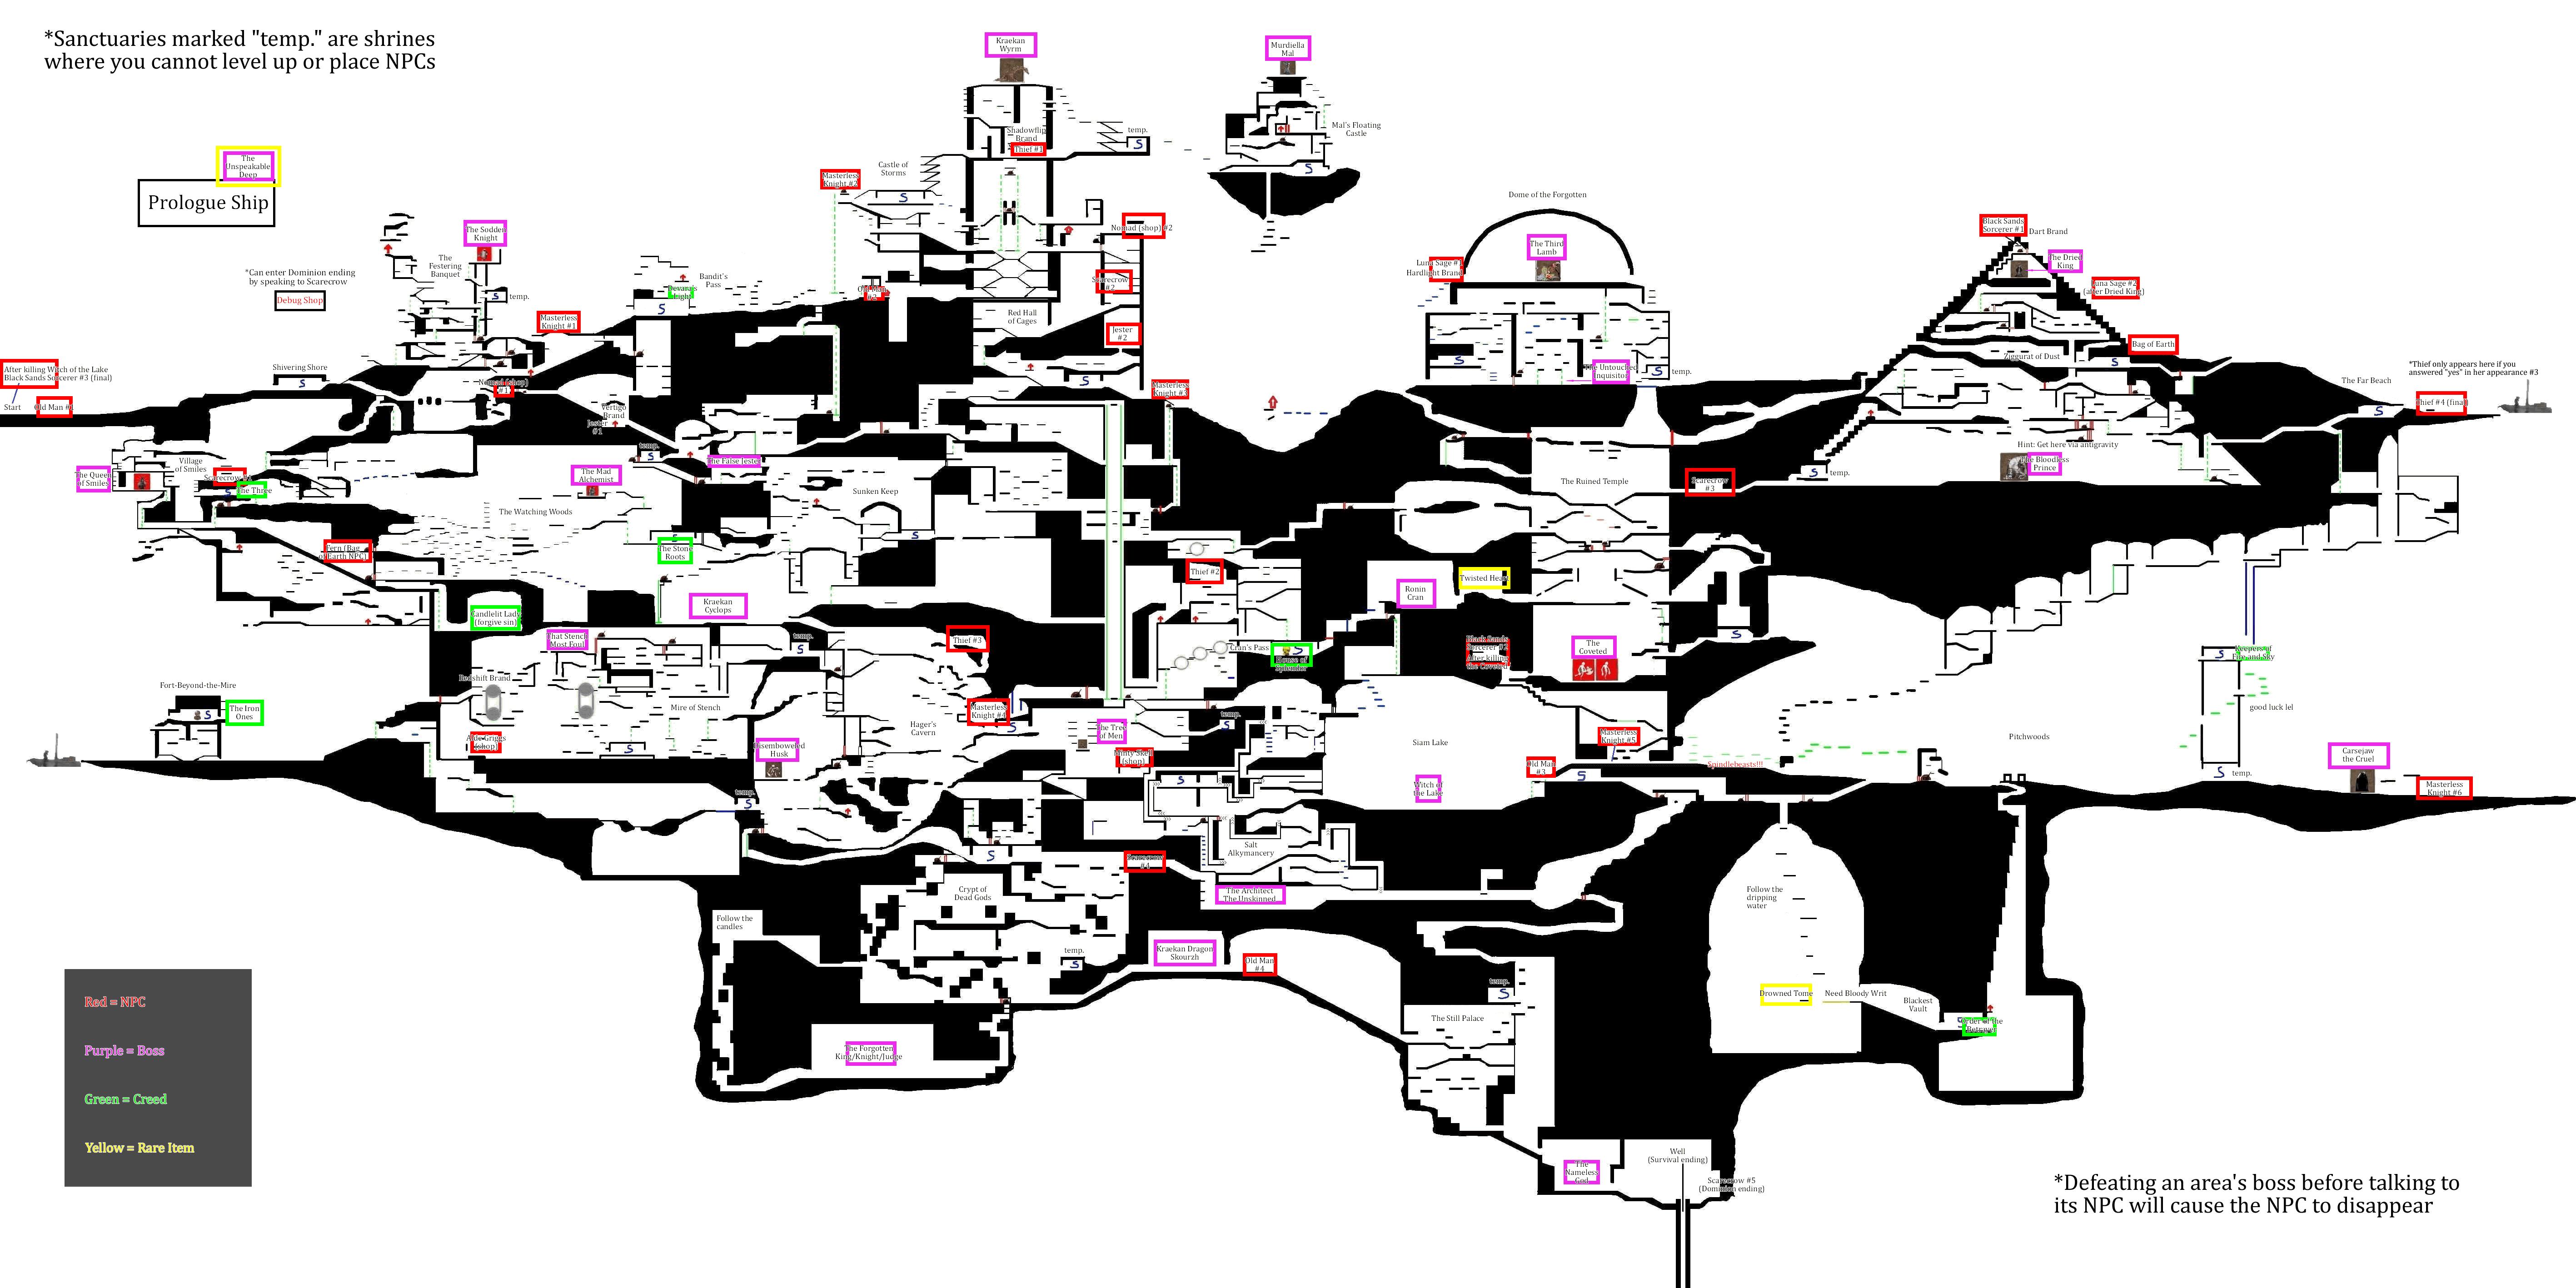 *Sanctuaries marked "temp." are shrines
where you cannot level up or place NPCs
Kraekan
Wyrm
Murdiella
Mal
Shadowflip
Brand
Thief #1
temp.
Mal's Floating
Castle
The
Unspeakable
Deep
Prologue Ship
Castle of
Storms
Masterless
Knight #2
Dome of the Forgotten
The Sodden
Knight
Nomad (shop) #2
Black Sands
Sorcerer #1
Dart Brand
The Third
Lamb
The Dried
King
The
Festering
Banquet
*Can enter Dominion ending
by speaking to Scarecrow
Debug Shop
temp.
Bandit's
Pass
Devara's
Light
Old Man
#2
Scarecrow
#2
Luna Sage #1
Hardlight Brand
Luna Sage #2
(after Dried King)
Masterless
Knight #1
Red Hall
of Cages
Jester
#2
Bag of Earth
Ziggurat of Dust
After killing Witch of the Lake
Black Sands Sorcerer #3 (final)
Start
Old Man #1
Shivering Shore
Nomad (shop)
#1
Masterless
Knight #3
The Untouched
Inquisitor
temp.
The Far Beach
*Thief only appears here if you
answered "yes" in her appearance #3
Thief #4 (final)
Vertigo
Brand
Jester
#1
temp.
The False Jester
Hint: Get here via antigravity
The Bloodless
Prince
temp.
The Queen
of Smiles
Village
of Smiles
Scarecrow #1
The Three
The Mad
Alchemist
Sunken Keep
The Ruined Temple
Scarecrow
#3
The Watching Woods
Fern (Bag
of Earth NPC)
The Stone
Roots
Thief #2
Twisted Heart
Ronin
Cran
Kraekan
Cyclops
Candlelit Lady
(forgive sin)
That Stench
Most Foul
temp.
Thief #3
Cran's Pass
House of
Splendor
Black Sands
Sorcerer #2
After killing
the Coveted
The
Coveted
Keepers of
Fire and Sky
good luck lel
Fort-Beyond-the-Mire
The Iron
Ones
Redshift Brand
Mire of Stench
Masterless
Knight #4
Hager's
Cavern
temp.
The Tree
of Men
Siam Lake
Masterless
Knight #5
Pitchwoods
Alde Griggs
(shop)
Disemboweled
Husk
Minty Skel
(shop)
Old Man
#3
Spindlebeasts!!!
temp.
Carsejaw
the Cruel
Masterless
Knight #6
temp.
Witch of
the Lake
Salt
Alkymancery
Scarecrow
#4
Crypt of
Dead Gods
The Architect
The Unskinned
Follow the
dripping
water
Follow the
candles
temp.
Kraekan Dragon
Skourzh
Old Man
#4
temp.
The Still Palace
Drowned Tome
Need Bloody Writ
Blackest
Vault
Order of the
Betrayer
The Forgotten
King/Knight/Judge
Red = NPC
Purple = Boss
Green = Creed
Yellow = Rare Item
The
Nameless
God
Well
(Survival ending)
Scarecrow #5
(Dominion ending)
*Defeating an area's boss before talking to
its NPC will cause the NPC to disappear